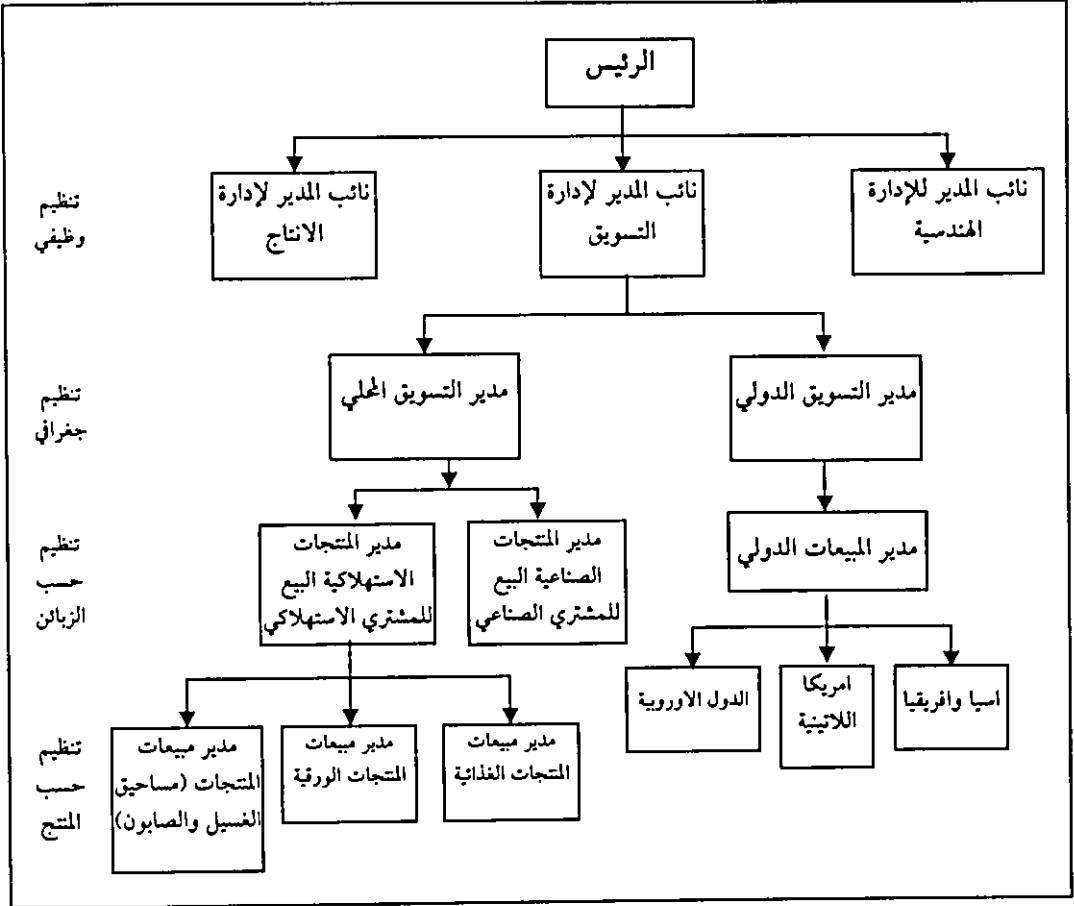 الرئيس
نائب المدير للإدارة
الهندسية
نائب المدير لإدارة
التسويق
نائب المدير لإدارة
الانتاج
تنظيم
وظيفي
مدير التسويق الدولي
مدير التسويق المحلي
تنظيم
جغرافي
مدير المبيعات الدولي
مدير المنتجات
الصناعية البيع
للمشتري الصناعي
مدير المنتجات
الاستهلاكية البيع
للمشتري الاستهلاكي
تنظيم
حسب
الزبائن
اسيا وافريقيا
امريكا
اللاتينية
الدول الاوروبية
مدير مبيعات
المنتجات الغذائية
مدير مبيعات
المنتجات الورقية
مدير مبيعات
المنتجات (مساحيق
الغسيل والصابون)
تنظيم
حسب
المنتج